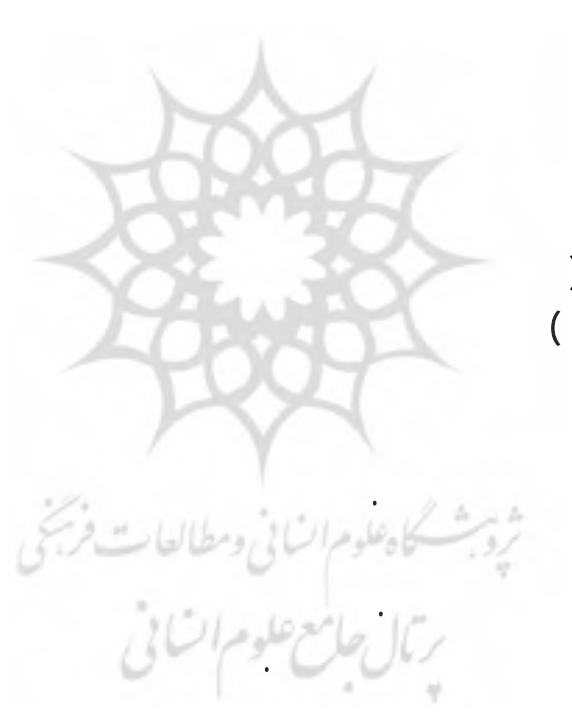 (
پژوهشگاه علوم انسانی و مطالعات فرهنگی
پرتال جامع علوم انسانی